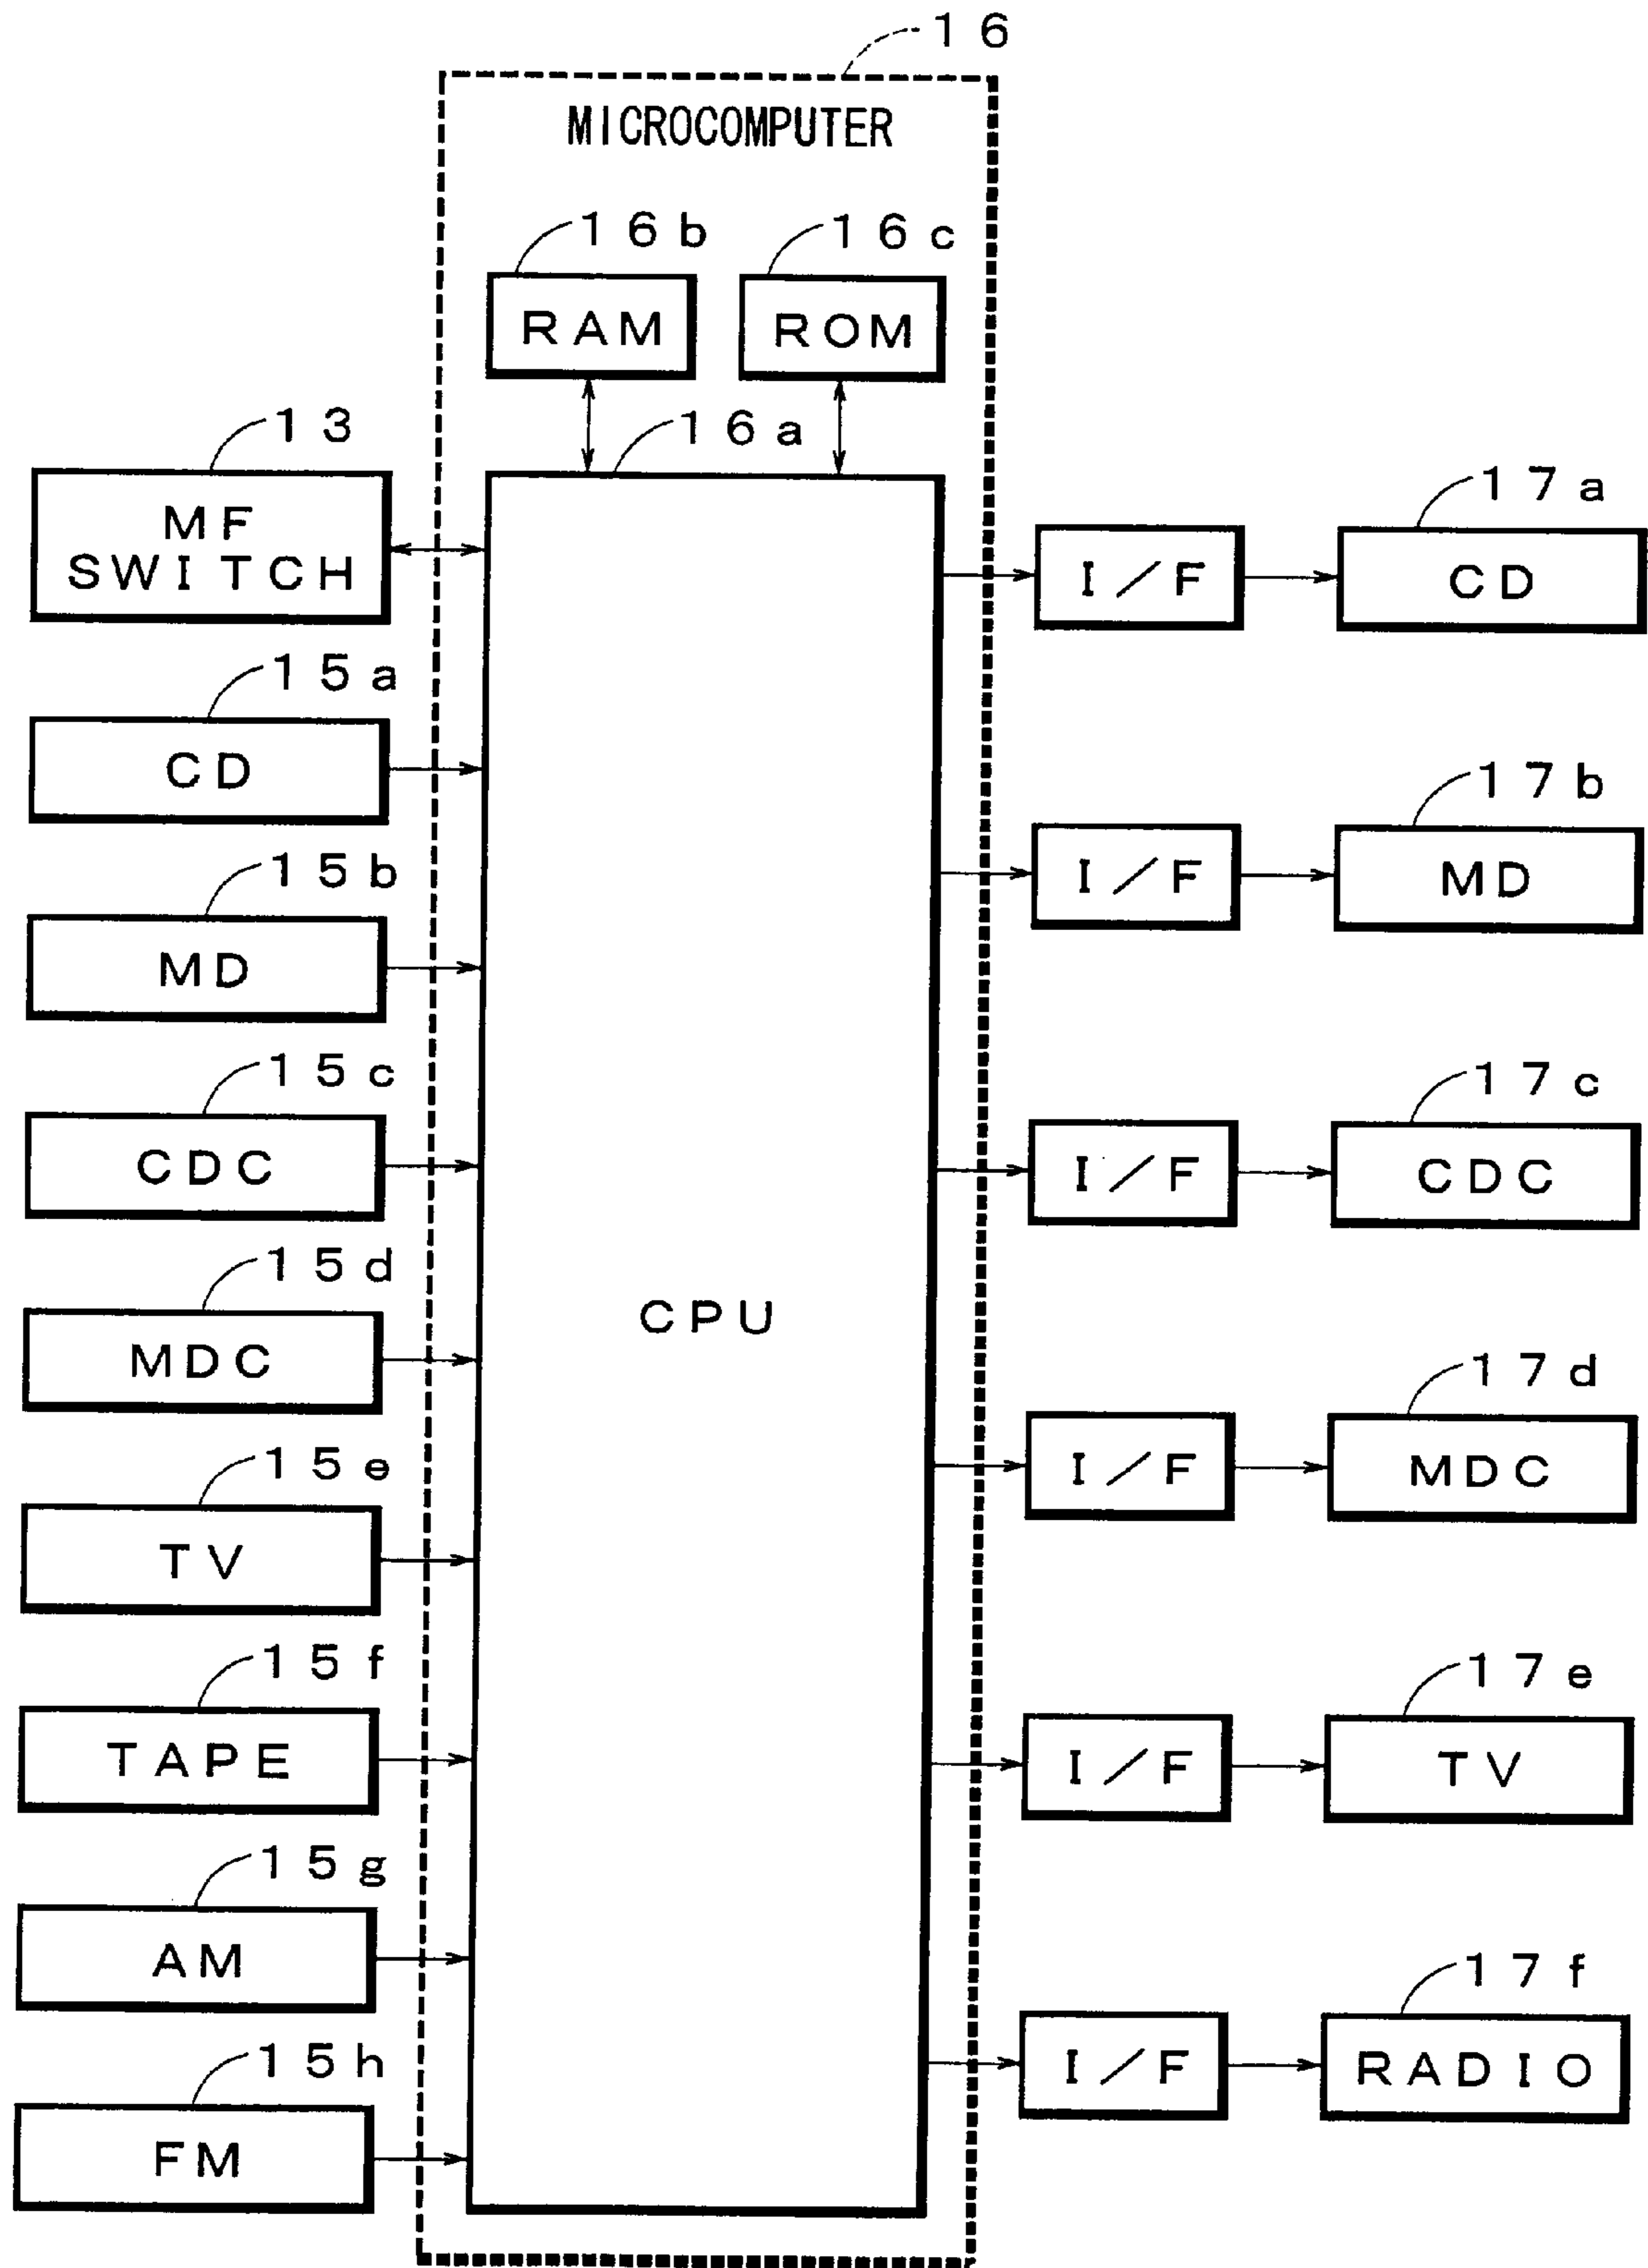 16
MICROCOMPUTER
16b
16c
RAM
ROM
13
16a
MF
SWITCH
17a
I/F
CD
15a
CD
17b
I/F
MD
15b
MD
15c
CDC
17c
I/F
CDC
15d
MDC
CPU
17d
I/F
MDC
15e
TV
15f
TAPE
17e
I/F
TV
15g
AM
17f
I/F
RADIO
15h
FM